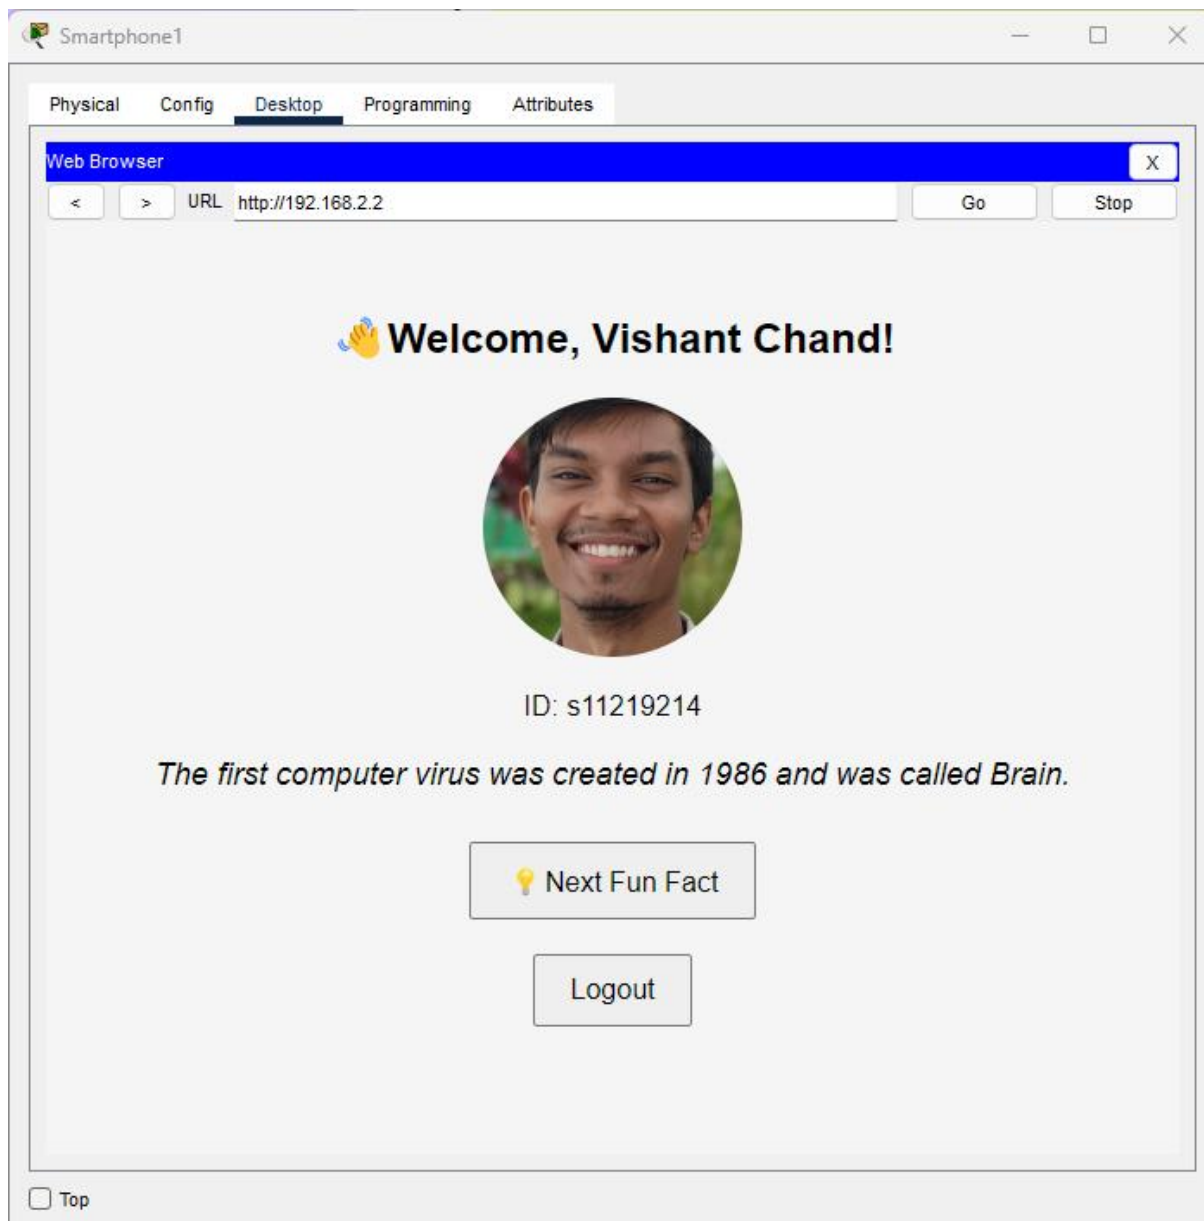 Smartphone1
Physical Config Desktop Programming Attributes
Web Browser X
< > URL http://192.168.2.2 Go Stop
👋Welcome, Vishant Chand!
ID: s11219214
The first computer virus was created in 1986 and was called Brain.
💡 Next Fun Fact
Logout
Top